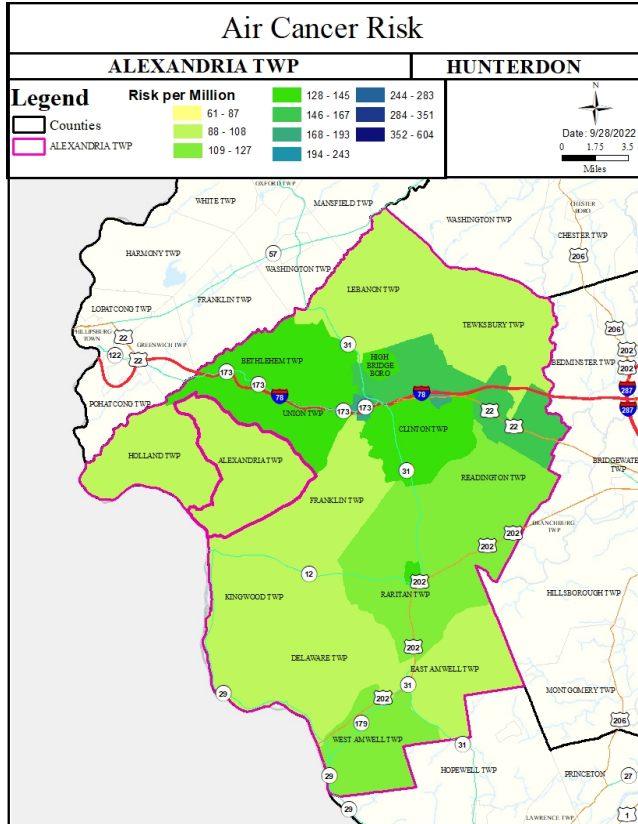 Air Cancer Risk
ALEXANDRIA TWP
HUNTERDON
Legend
Counties
ALEXANDRIA TWP
Risk per Million
61 - 87
88 - 108
109 - 127
128 - 145
146 - 167
168 - 193
194 - 243
244 - 283
284 - 351
352 - 604
N
Date: 9/28/2022
0 1.75 3.5
Miles
OXFORD TWP
WHITE TWP
MANSFIELD TWP
WASHINGTON TWP
CHESTER BORO
CHESTER TWP
206
HARMONY TWP
57
WASHINGTON TWP
LEBANON TWP
FRANKLIN TWP
LOPATCONG TWP
TEWKSBURY TWP
206
PHILLIPSBURG TOWN
22
GREENWICH TWP
31
202
122
22
HIGH BRIDGE BORO
BETHLEHEM TWP
BEDMINSTER TWP
202
173
173
78
78
287
287
POHATCONG TWP
UNION TWP
173
173
22
22
CLINTON TWP
HOLLAND TWP
ALEXANDRIA TWP
31
BRIDGEWATER TWP
READINGTON TWP
FRANKLIN TWP
BRANCHBURG TWP
202
202
12
202
KINGWOOD TWP
RARITAN TWP
HILLSBOROUGH TWP
202
DELAWARE TWP
EAST AMWELL TWP
31
29
202
MONTGOMERY TWP
179
206
WEST AMWELL TWP
31
29
HOPEWELL TWP
PRINCETON
27
29
LAWRENCE TWP
1